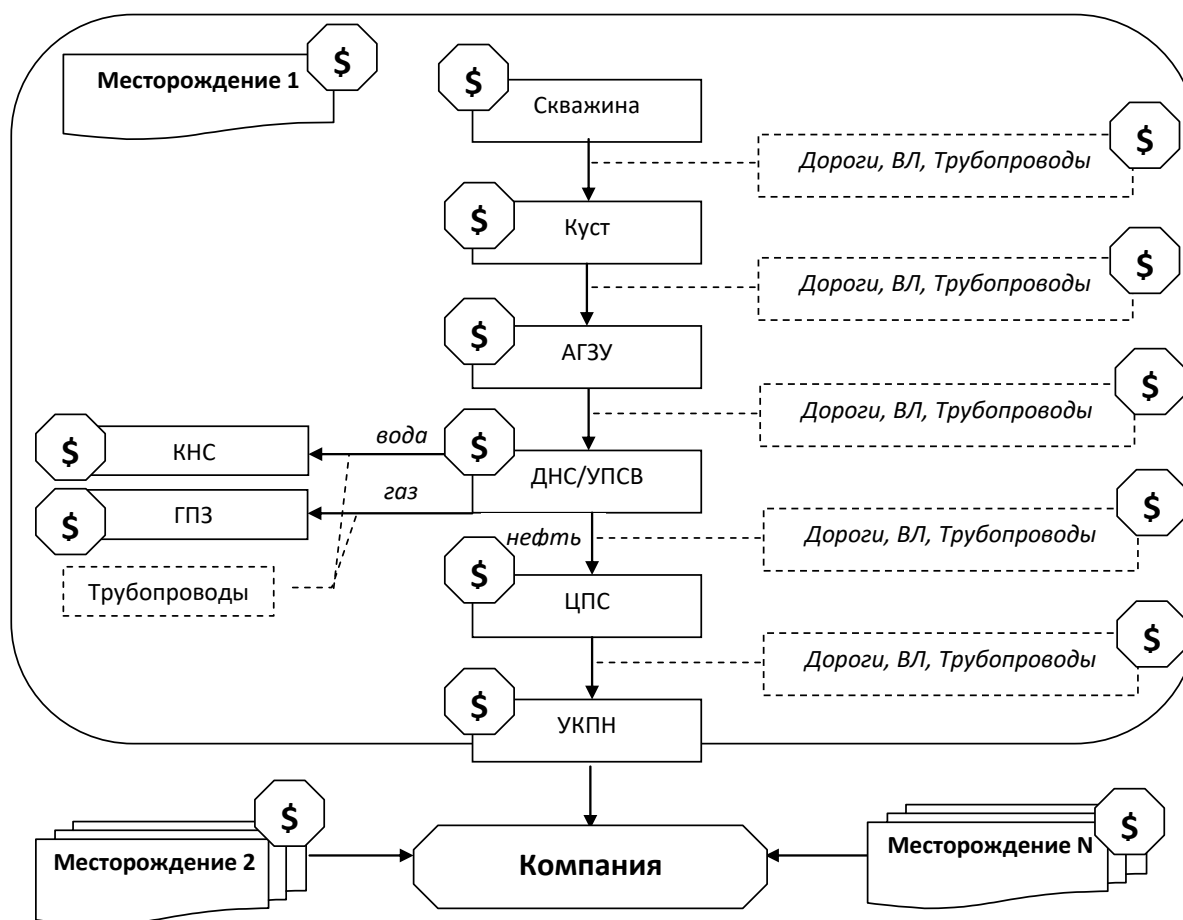 $
Месторождение 1
$
Скважина
$
Дороги, ВЛ, Трубопроводы
$
Куст
$
Дороги, ВЛ, Трубопроводы
$
АГЗУ
$
Дороги, ВЛ, Трубопроводы
$
КНС
вода
$
ДНС/УПСВ
$
ГПЗ
газ
$
Дороги, ВЛ, Трубопроводы
нефть
Трубопроводы
$
ЦПС
$
Дороги, ВЛ, Трубопроводы
$
УКПН
$
Месторождение 2
Компания
$
Месторождение N